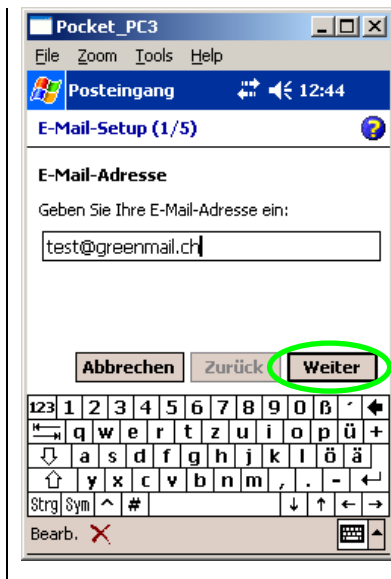 Pocket_PC3
File Zoom Tools Help
Posteingang 12:44
E-Mail-Setup (1/5)
E-Mail-Adresse
Geben Sie Ihre E-Mail-Adresse ein:
test@greenmail.ch
Abbrechen Zurück Weiter
123 1 2 3 4 5 6 7 8 9 0 ß ´
q w e r t z u i o p ü +
a s d f g h j k l ö ä
y x c v b n m , . -
Strg Sym ^ #
Bearb.